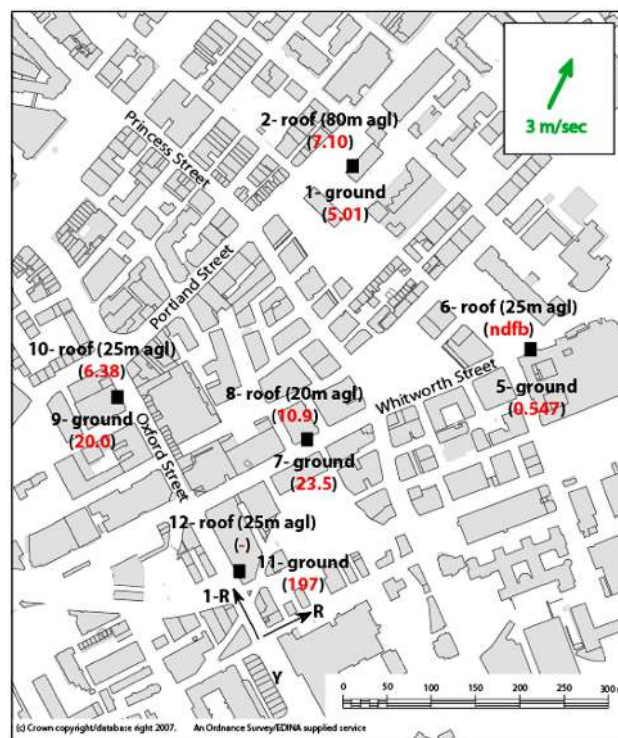 3 m/sec
2- roof (80m agl)
(7.10)
Princess Street
1- ground
(5.01)
Portland Street
6- roof (25m agl)
(ndfb)
10- roof (25m agl)
(6.38)
8- roof (20m agl)
(10.9)
Whitworth Street
5- ground
(0.547)
9- ground
(20.0)
Oxford Street
7- ground
(23.5)
12- roof (25m agl)
(-)
11- ground
(197)
1-R
R
Y
0 50 100 150 200 250 300 m
(c) Crown copyright/database right 2007. An Ordnance Survey/EDINA supplied service